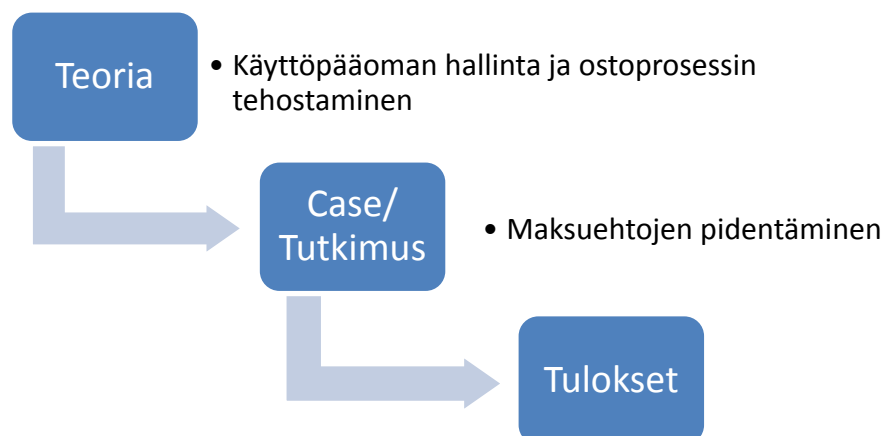 Teoria
• Käyttöpääoman hallinta ja ostoprosessin
tehostaminen
Case/
Tutkimus
• Maksuehtojen pidentäminen
Tulokset